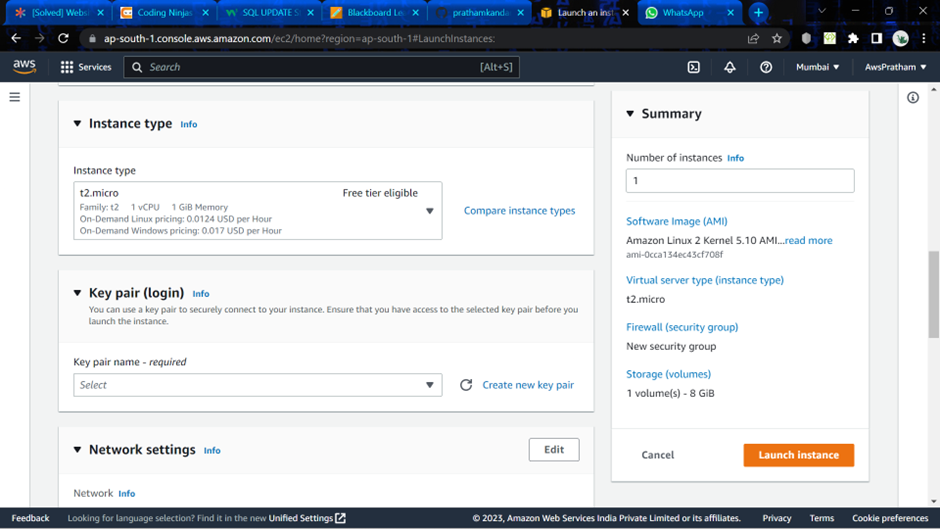 {Solved} Websit
Coding Ninjas
SQL UPDATE S
Blackboard Le
prathamkanda
Launch an inst
WhatsApp
ap-south-1.console.aws.amazon.com/ec2/home?region=ap-south-1#LaunchInstances:
aws
Services
Search
[Alt+S]
Mumbai
AwsPratham
Instance type Info
Instance type
t2.micro Free tier eligible
Family: t2 1 vCPU 1 GiB Memory
On-Demand Linux pricing: 0.0124 USD per Hour
On-Demand Windows pricing: 0.017 USD per Hour
Compare instance types
Key pair (login) Info
You can use a key pair to securely connect to your instance. Ensure that you have access to the selected key pair before you
launch the instance.
Key pair name - required
Select
Create new key pair
Network settings Info
Edit
Network Info
Summary
Number of instances Info
1
Software Image (AMI)
Amazon Linux 2 Kernel 5.10 AMI...read more
ami-0cca134ec43cf708f
Virtual server type (instance type)
t2.micro
Firewall (security group)
New security group
Storage (volumes)
1 volume(s) - 8 GiB
Cancel
Launch instance
Feedback
Looking for language selection? Find it in the new Unified Settings
© 2023, Amazon Web Services India Private Limited or its affiliates.
Privacy
Terms
Cookie preferences